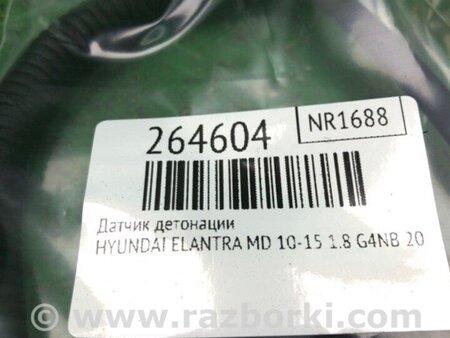 264604
NR1688
Датчик детонации
HYUNDAI ELANTRA MD 10-15 1.8 G4NB 20
www.razborki.com